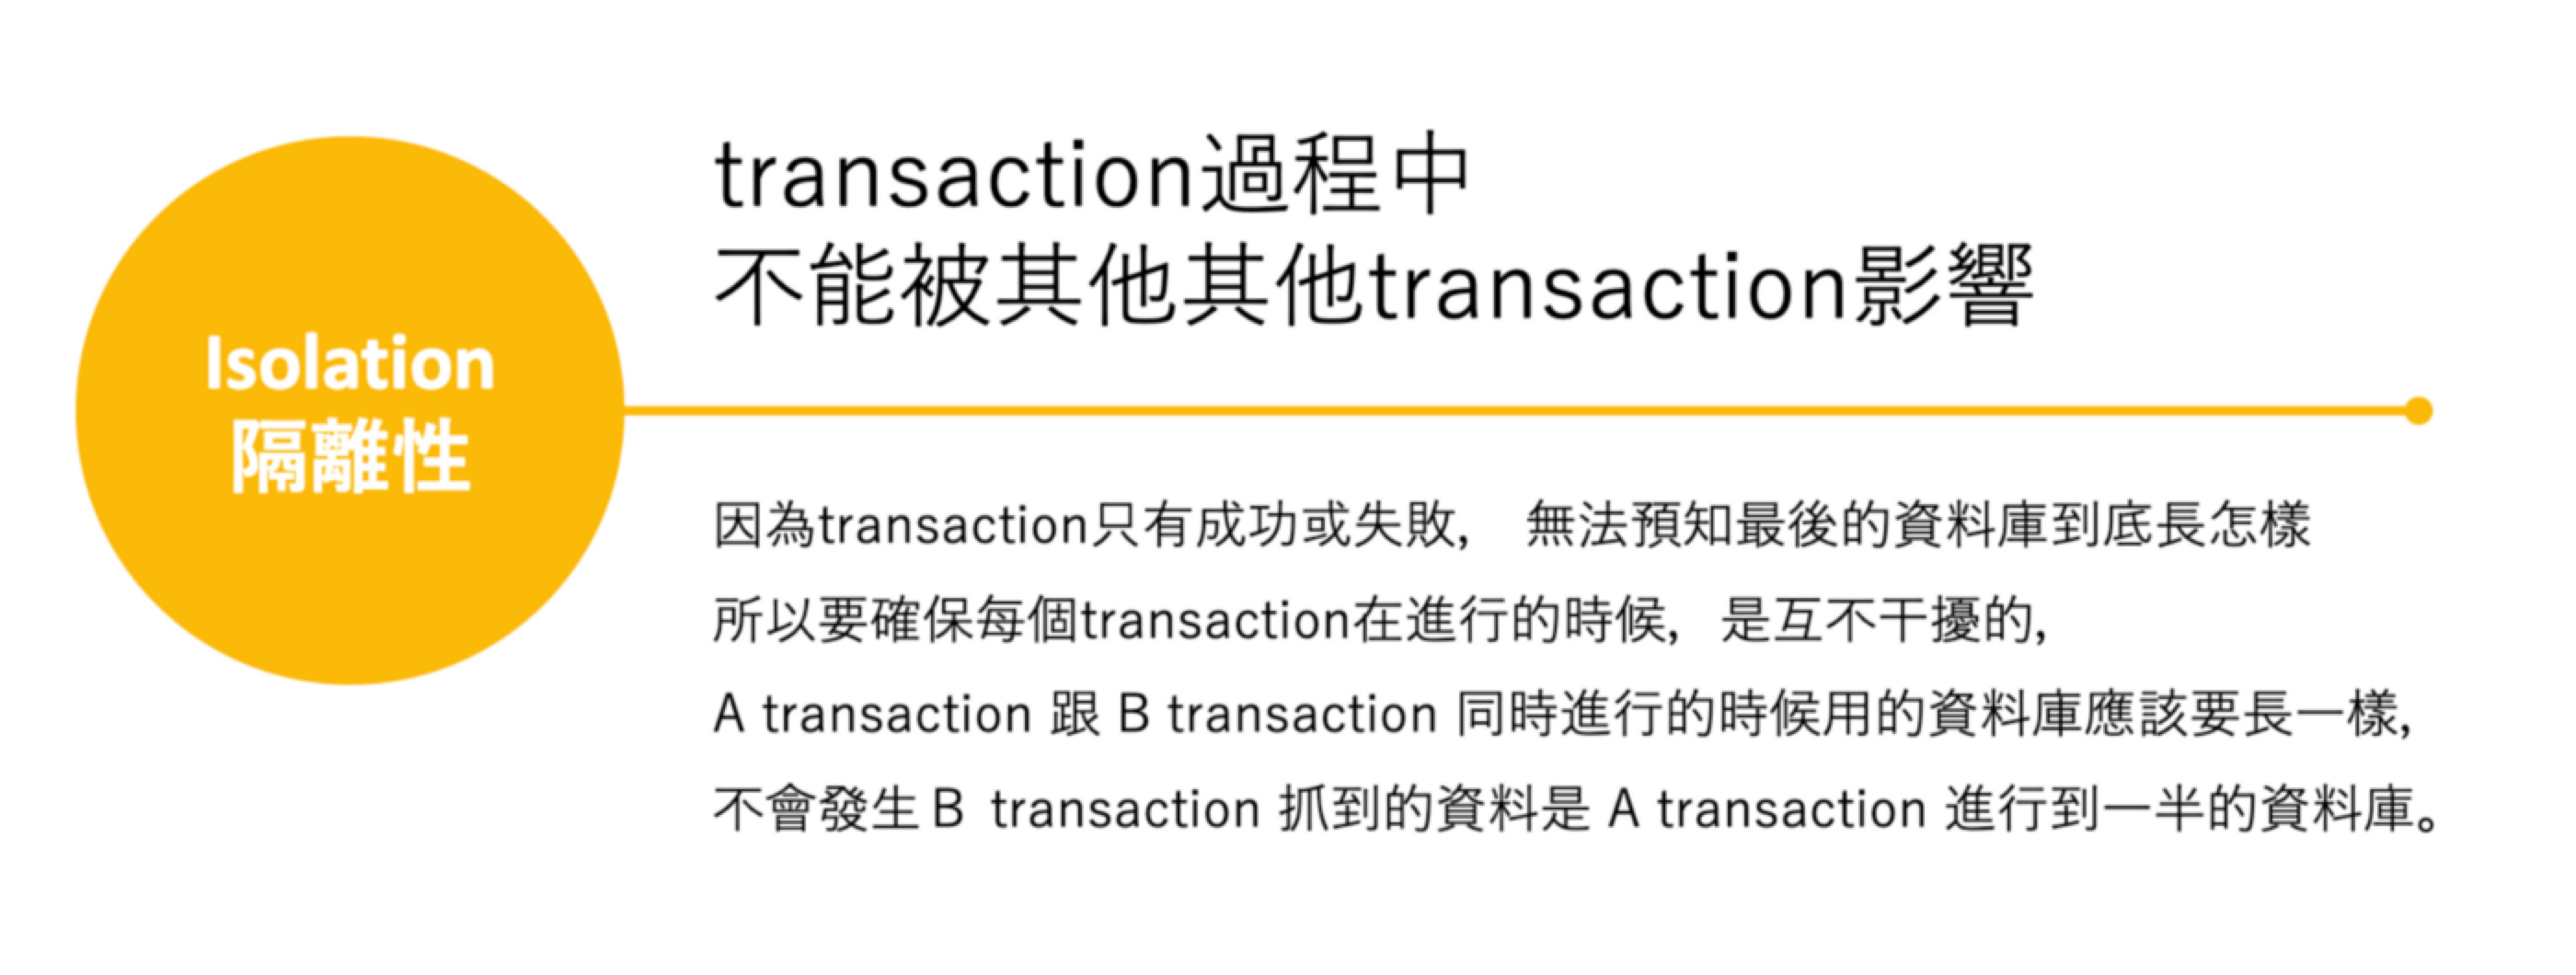 Isolation
隔離性
transaction過程中
不能被其他其他transaction影響
因為transaction只有成功或失敗, 無法預知最後的資料庫到底長怎樣
所以要確保每個transaction在進行的時候, 是互不干擾的,
A transaction 跟 B transaction 同時進行的時候用的資料庫應該要長一樣,
不會發生 B transaction 抓到的資料是 A transaction 進行到一半的資料庫。